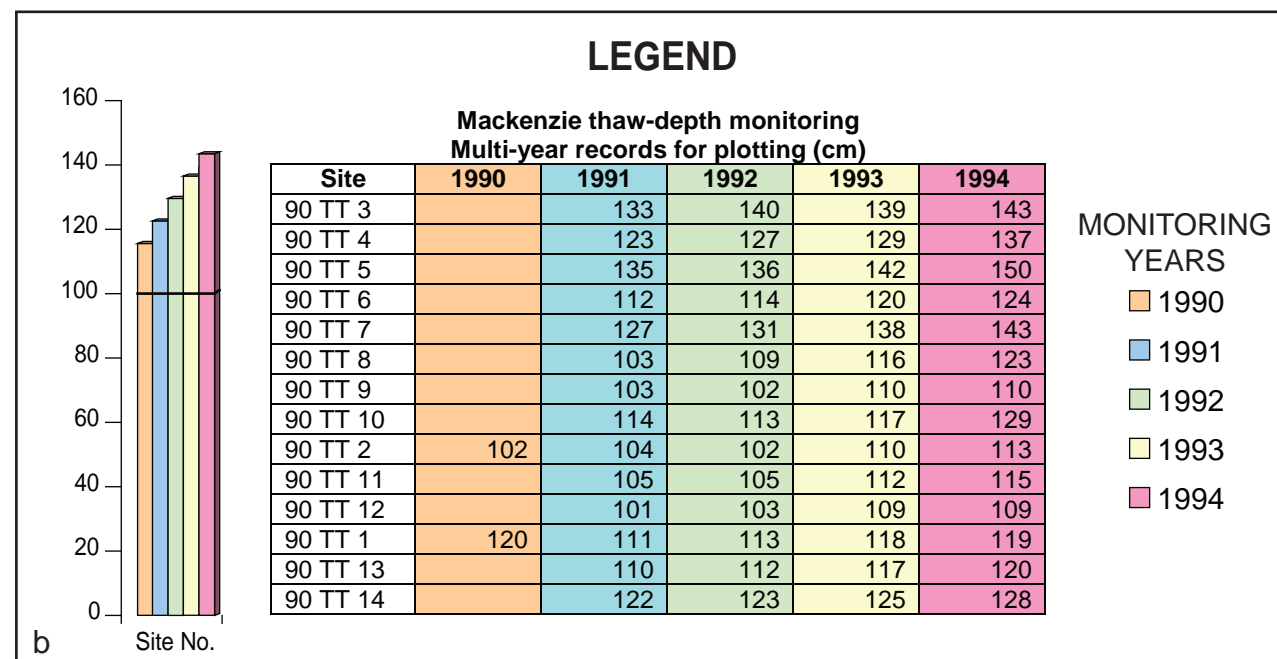 LEGEND
160
140
120
100
80
60
40
20
0
Site No.
b
Mackenzie thaw-depth monitoring
Multi-year records for plotting (cm)
Site 1990 1991 1992 1993 1994
90 TT 3 133 140 139 143
90 TT 4 123 127 129 137
90 TT 5 135 136 142 150
90 TT 6 112 114 120 124
90 TT 7 127 131 138 143
90 TT 8 103 109 116 123
90 TT 9 103 102 110 110
90 TT 10 114 113 117 129
90 TT 2 102 104 102 110 113
90 TT 11 105 105 112 115
90 TT 12 101 103 109 109
90 TT 1 120 111 113 118 119
90 TT 13 110 112 117 120
90 TT 14 122 123 125 128
MONITORING
YEARS
1990
1991
1992
1993
1994